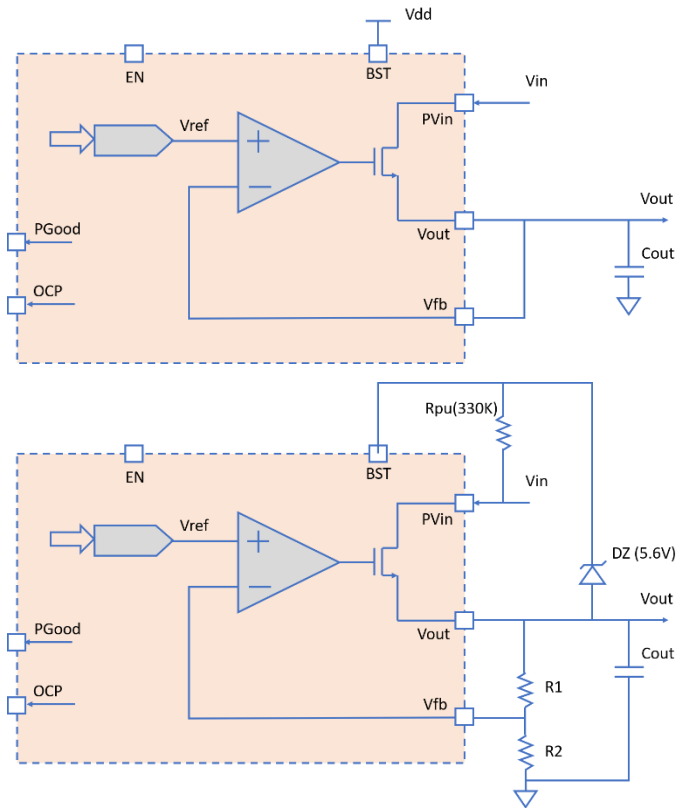 Vdd
EN
BST
Vin
PVin
Vref
PGood
Vout
Vout
Cout
OCP
Vfb
Rpu(330K)
EN
BST
Vin
PVin
Vref
DZ (5.6V)
PGood
Vout
Vout
Cout
OCP
R1
Vfb
R2